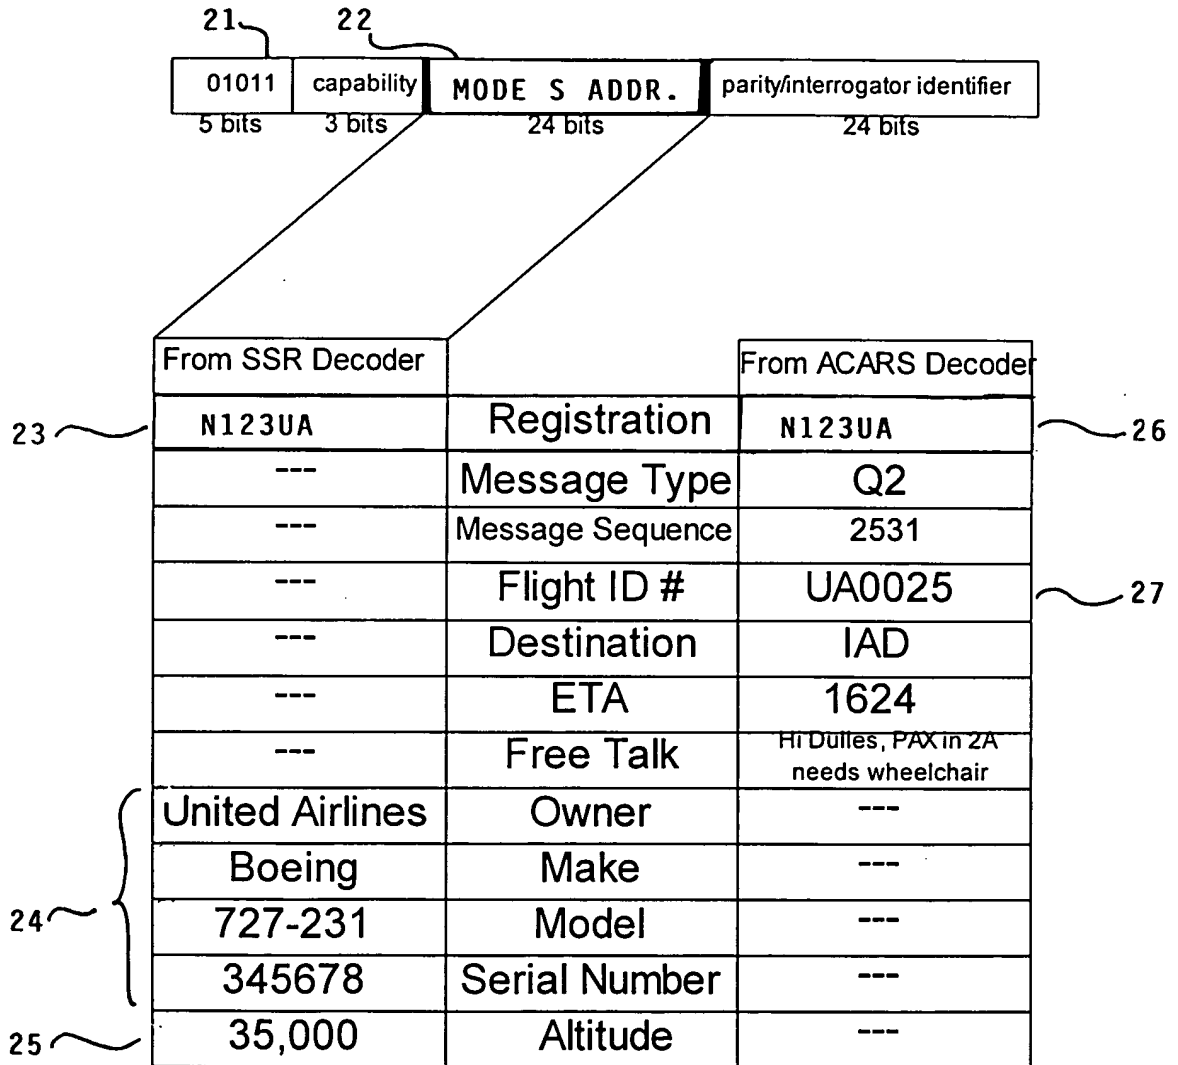 21 22
01011 capability MODE S ADDR. parity/interrogator identifier
5 bits 3 bits 24 bits 24 bits
From SSR Decoder From ACARS Decoder
23 N123UA Registration N123UA 26
--- Message Type Q2
--- Message Sequence 2531
--- Flight ID # UA0025 27
--- Destination IAD
--- ETA 1624
--- Free Talk Hi Dulles, PAX in 2A
needs wheelchair
United Airlines Owner ---
Boeing Make ---
24 727-231 Model ---
345678 Serial Number ---
25 35,000 Altitude ---